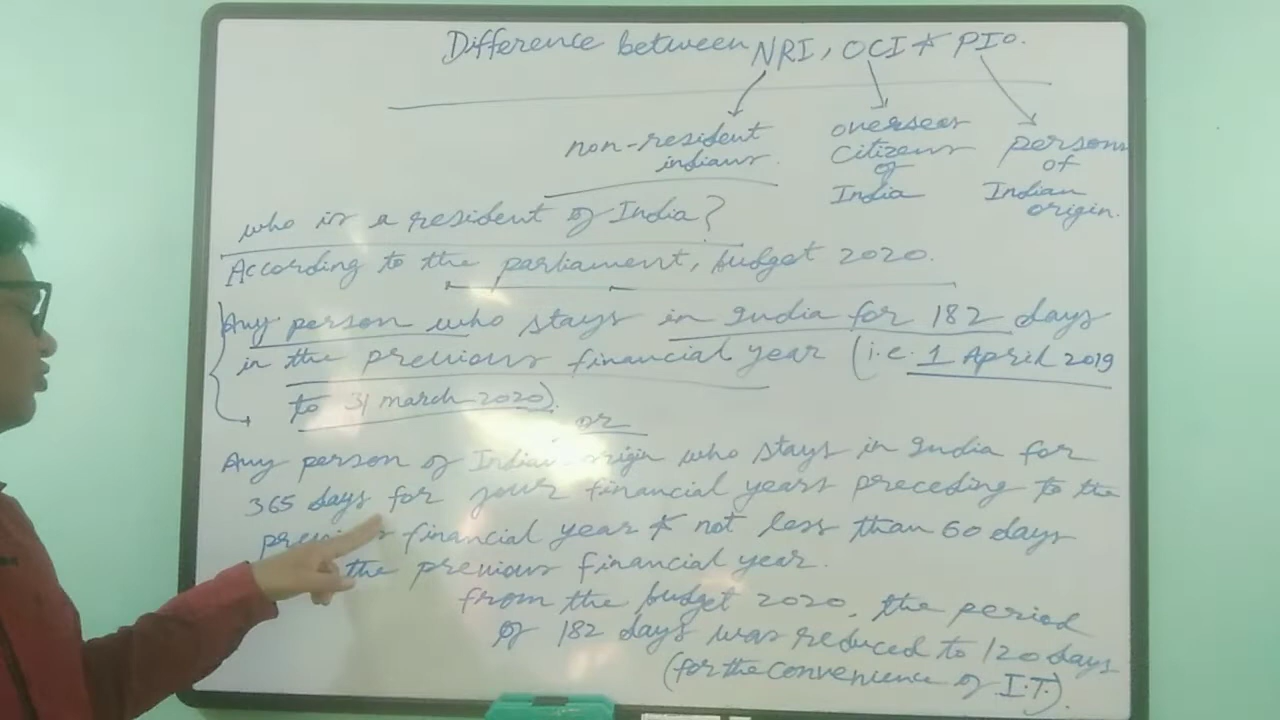 Difference between NRI, OCI & PIO.
non-resident indians.
overseas Citizens of India
persons of Indian origin.
who is a resident of India?
According to the parliament, budget 2020.
Any person who stays in India for 182 days
in the previous financial year (i.e. 1 April 2019
to 31 march 2020).
or
Any person of Indian origin who stays in India for
365 days for four financial years preceding to the
financial year & not less than 60 days
the previous financial year.
from the budget 2020, the period
of 182 days was reduced to 120 days
(for the convenience of I.T.).